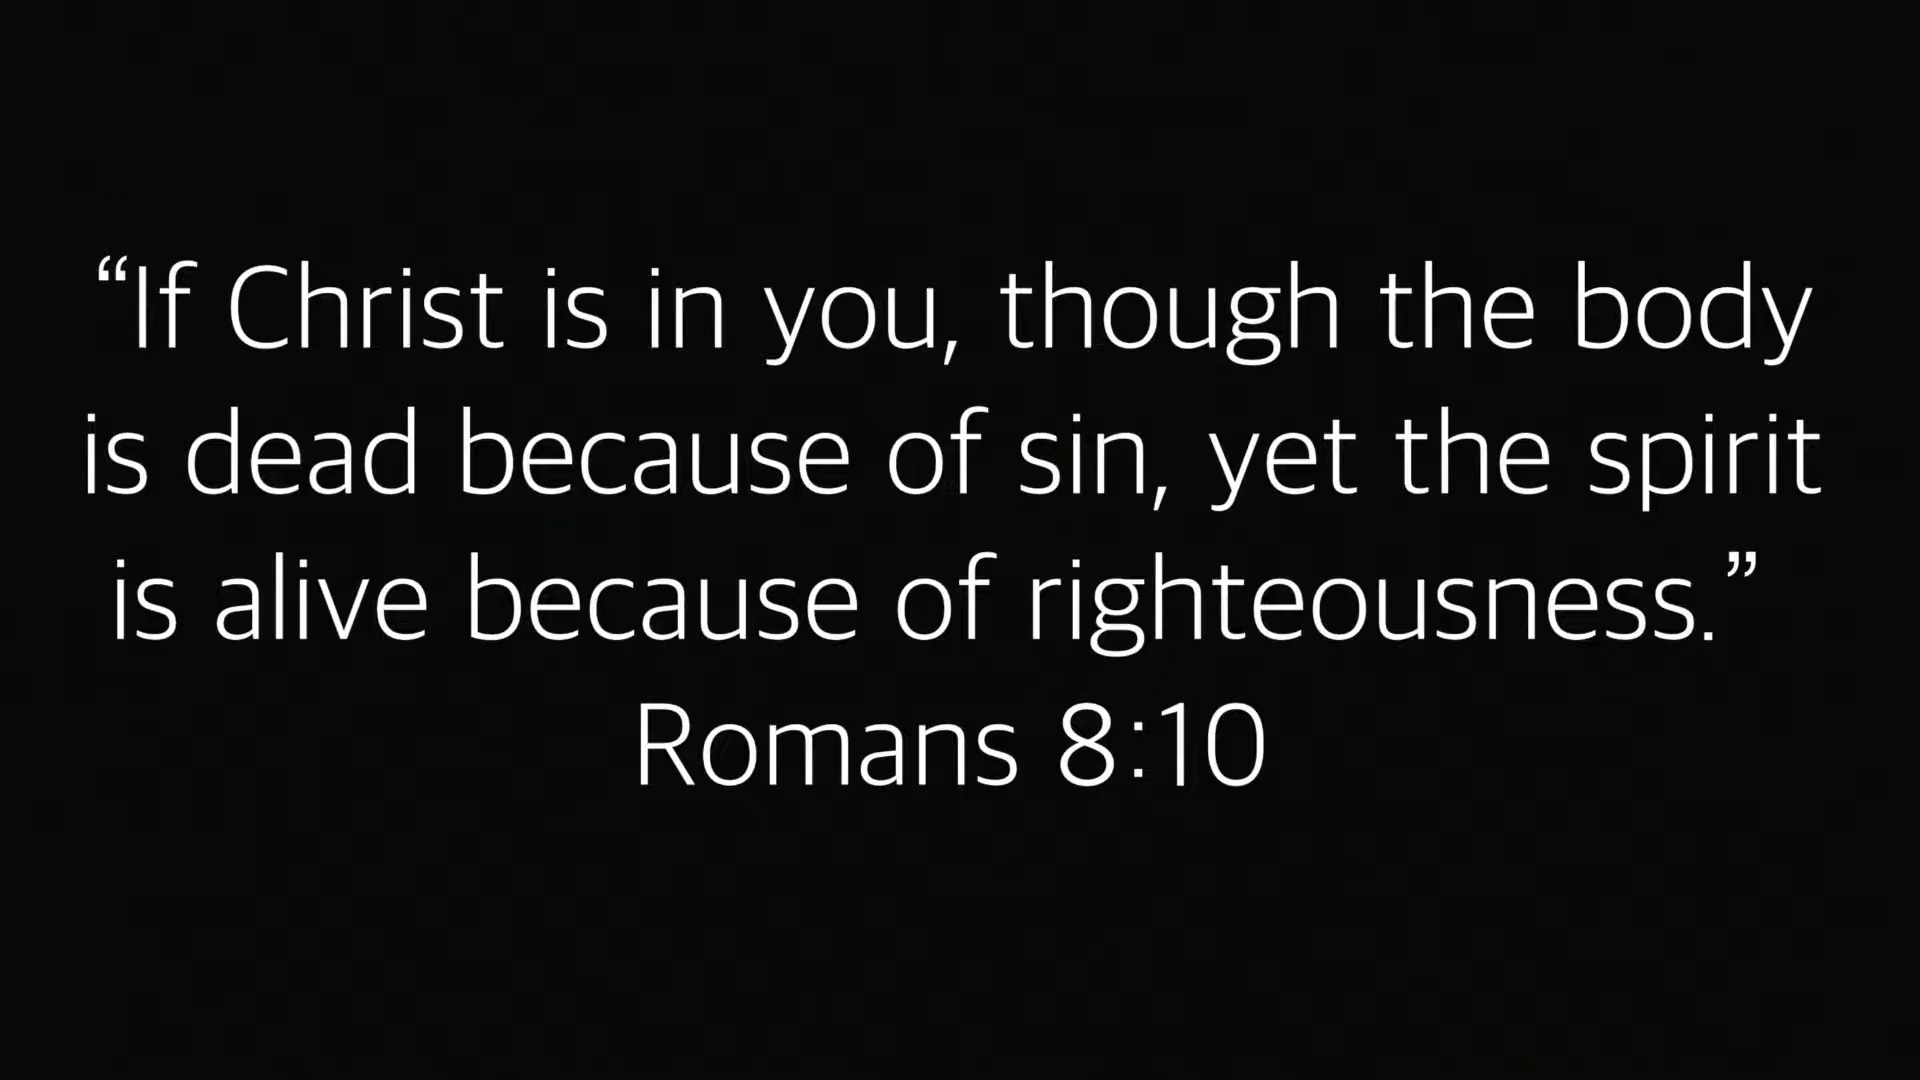 “If Christ is in you, though the body
is dead because of sin, yet the spirit
is alive because of righteousness.”
Romans 8:10